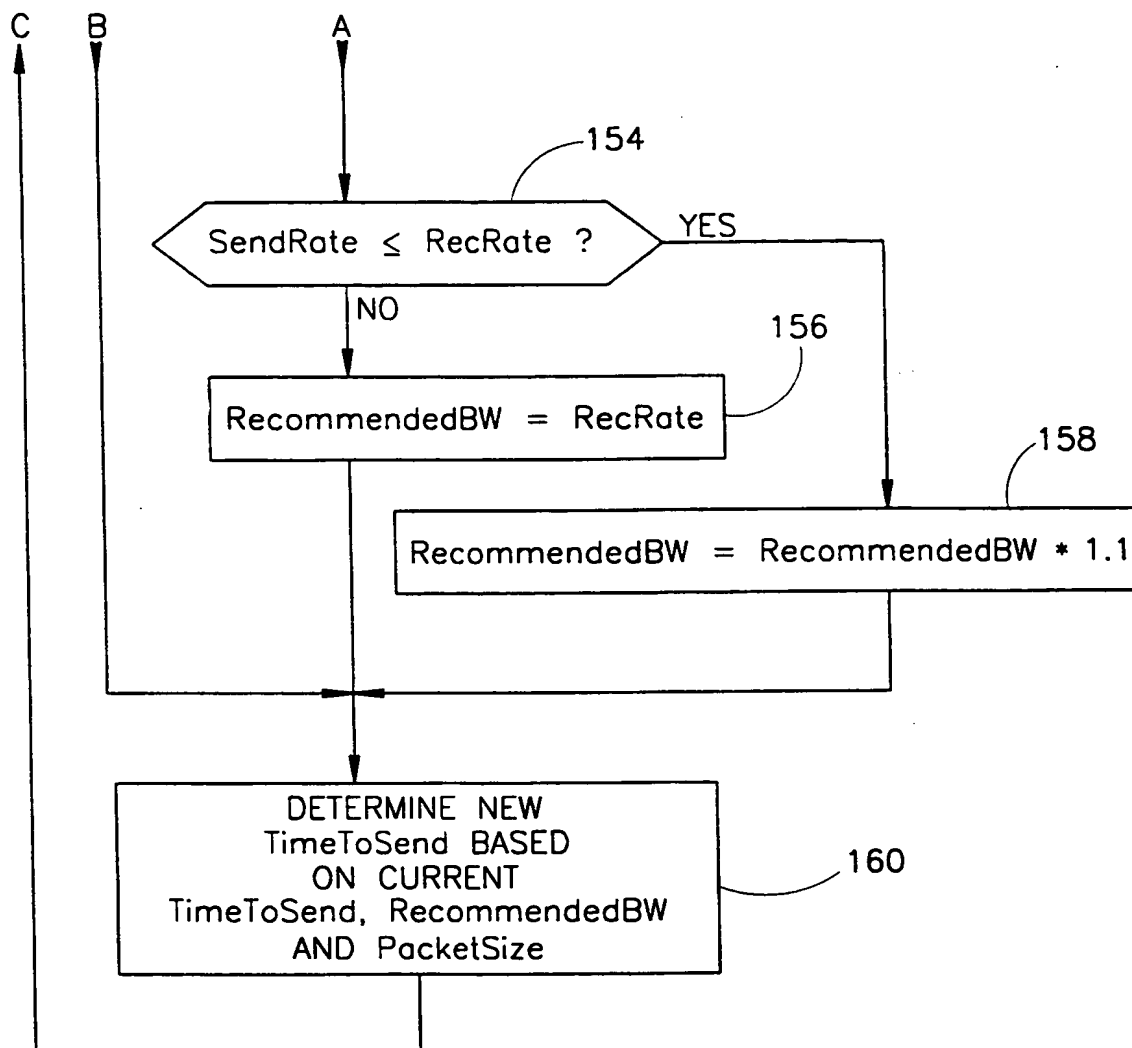 C B A
154
SendRate ≤ RecRate ?
YES
NO
156
RecommendedBW = RecRate
158
RecommendedBW = RecommendedBW * 1.1
DETERMINE NEW
TimeToSend BASED
ON CURRENT
TimeToSend, RecommendedBW
AND PacketSize
160